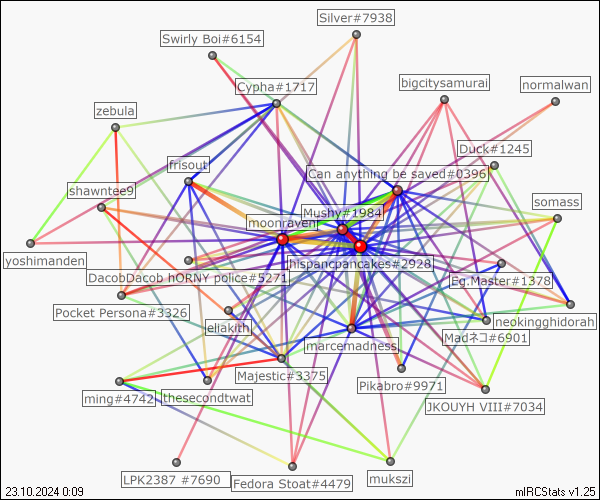 Silver#7938
Swirly Boi#6154
Cypha#1717
bigcitysamurai
normalwan
zebula
Duck#1245
frisout
Can anything be saved#0396
shawntee9
somass
Mushy#1984
moonraven
yoshimanden
hispancpancakes#2928
DacobDacob hORNY police#5271
Eg.Master#1378
Pocket Persona#3326
neokingghidorah
eliakith
Madネコ#6901
marcemadness
Majestic#3375
Pikabro#9971
ming#4742
thesecondtwat
JKOUYH VIII#7034
LPK2387 #7690
Fedora Stoat#4479
mukszi
23.10.2024 0:09
mIRCStats v1.25